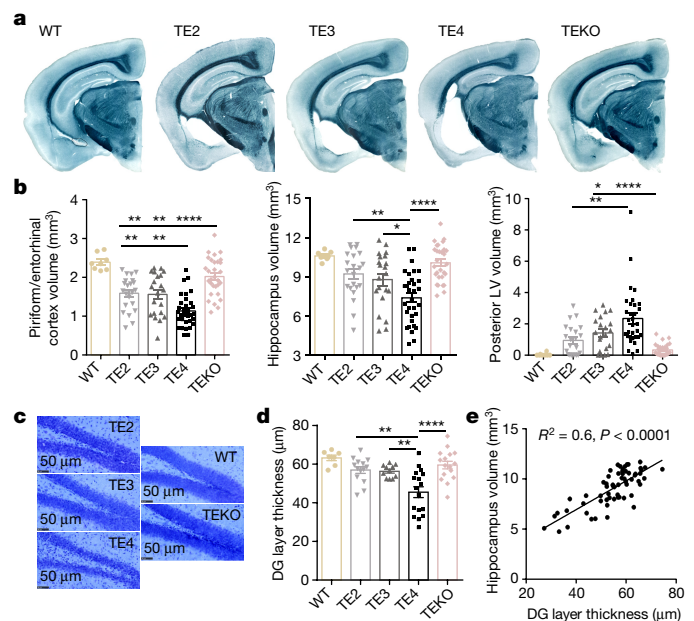 a
WT
TE2
TE3
TE4
TEKO
b
Piriform/entorhinal
cortex volume (mm³)
4
3
2
1
0
** ** ****
** **
WT
TE2
TE3
TE4
TEKO
Hippocampus volume (mm³)
15
12
9
6
3
**
****
*
WT
TE2
TE3
TE4
TEKO
Posterior LV volume (mm³)
10
8
6
4
2
0
* ****
**
WT
TE2
TE3
TE4
TEKO
c
TE2
50 µm
TE3
50 µm
TE4
50 µm
WT
50 µm
TEKO
50 µm
d
DG layer thickness (µm)
80
60
40
20
0
** ****
**
WT
TE2
TE3
TE4
TEKO
e
Hippocampus volume (mm³)
15
10
5
0
R² = 0.6, P < 0.0001
20 40 60 80
DG layer thickness (µm)